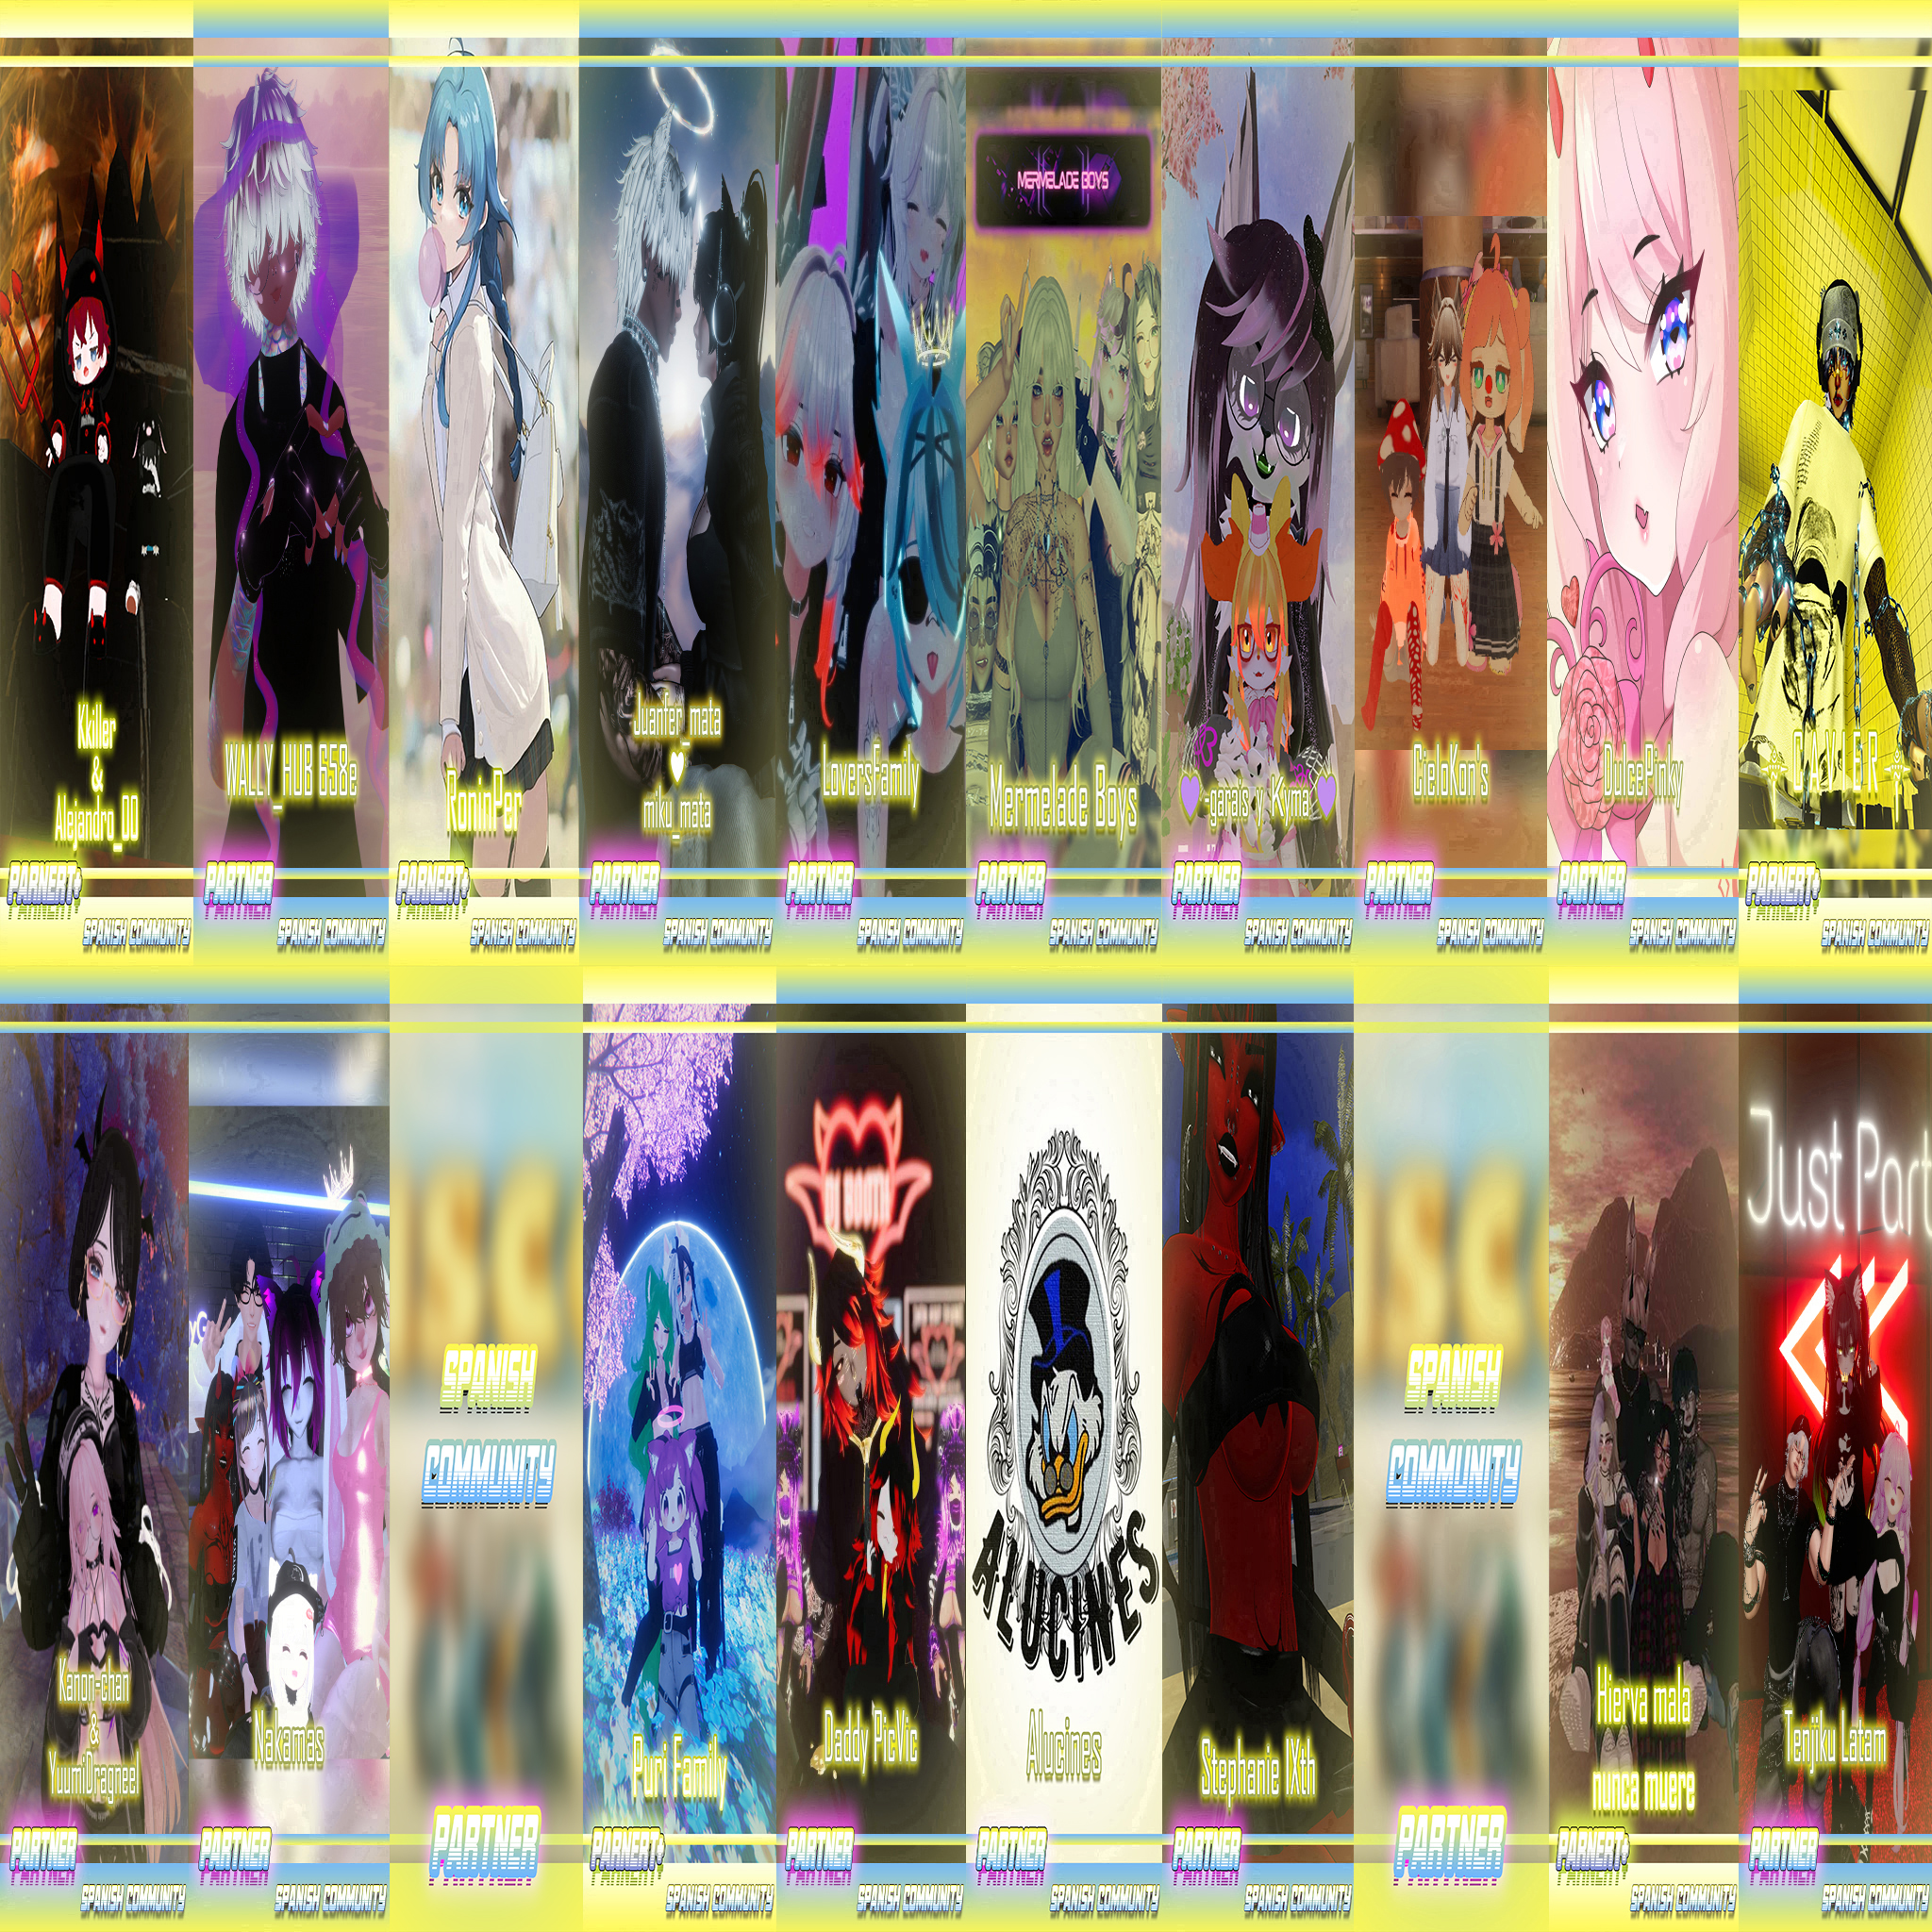 Kkiller
&
Alejandro_00
PARNERT+
SPANISH COMMUNITY
WALLY_HUB 658e
PARTNER
SPANISH COMMUNITY
RoninPer
PARNERT+
SPANISH COMMUNITY
Juanfer_mata
miku_mata
PARTNER
SPANISH COMMUNITY
LoversFamily
PARTNER
SPANISH COMMUNITY
MERMELADE BOYS
Mermelade Boys
PARTNER
SPANISH COMMUNITY
-garais y Kyma
PARTNER
SPANISH COMMUNITY
CieloKon's
PARTNER
SPANISH COMMUNITY
DulcePinky
PARTNER
SPANISH COMMUNITY
PARNERT+
SPANISH COMMUNITY
Kanon-chan
&
YuumiDragneel
PARTNER
SPANISH COMMUNITY
Nakamas
PARTNER
SPANISH COMMUNITY
SPANISH
COMMUNITY
PARTNER
Puri Family
PARNERT+
SPANISH COMMUNITY
DJ BOOTH
Daddy PicVic
PARTNER
SPANISH COMMUNITY
ALUCINES
Alucines
PARTNER
SPANISH COMMUNITY
Stephanie IXth
PARTNER
SPANISH COMMUNITY
SPANISH
COMMUNITY
PARTNER
Hierva mala
nunca muere
PARNERT+
SPANISH COMMUNITY
Just Part
Tenjiku Latam
PARTNER
SPANISH COMMUNITY